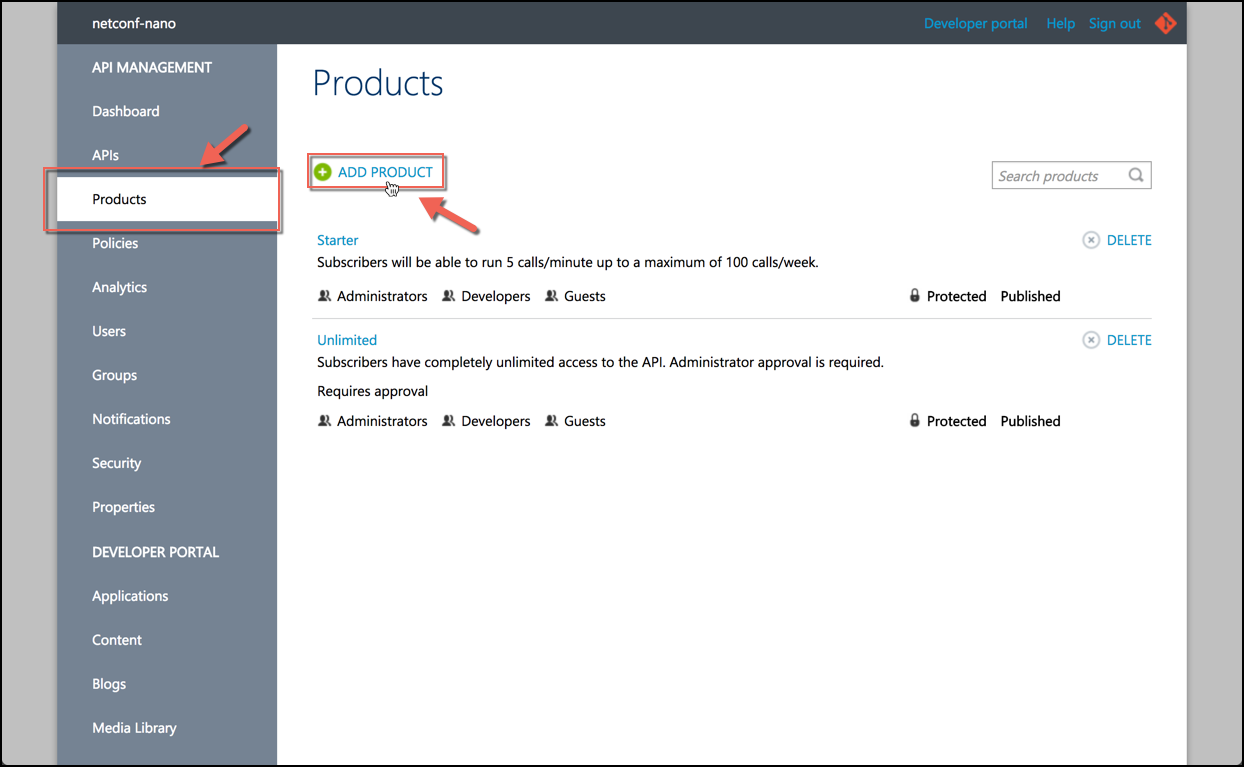 netconf-nano
Developer portal Help Sign out
API MANAGEMENT
Dashboard
APIs
Products
Policies
Analytics
Users
Groups
Notifications
Security
Properties
DEVELOPER PORTAL
Applications
Content
Blogs
Media Library
Products
ADD PRODUCT
Search products
Starter
DELETE
Subscribers will be able to run 5 calls/minute up to a maximum of 100 calls/week.
Administrators Developers Guests
Protected Published
Unlimited
DELETE
Subscribers have completely unlimited access to the API. Administrator approval is required.
Requires approval
Administrators Developers Guests
Protected Published